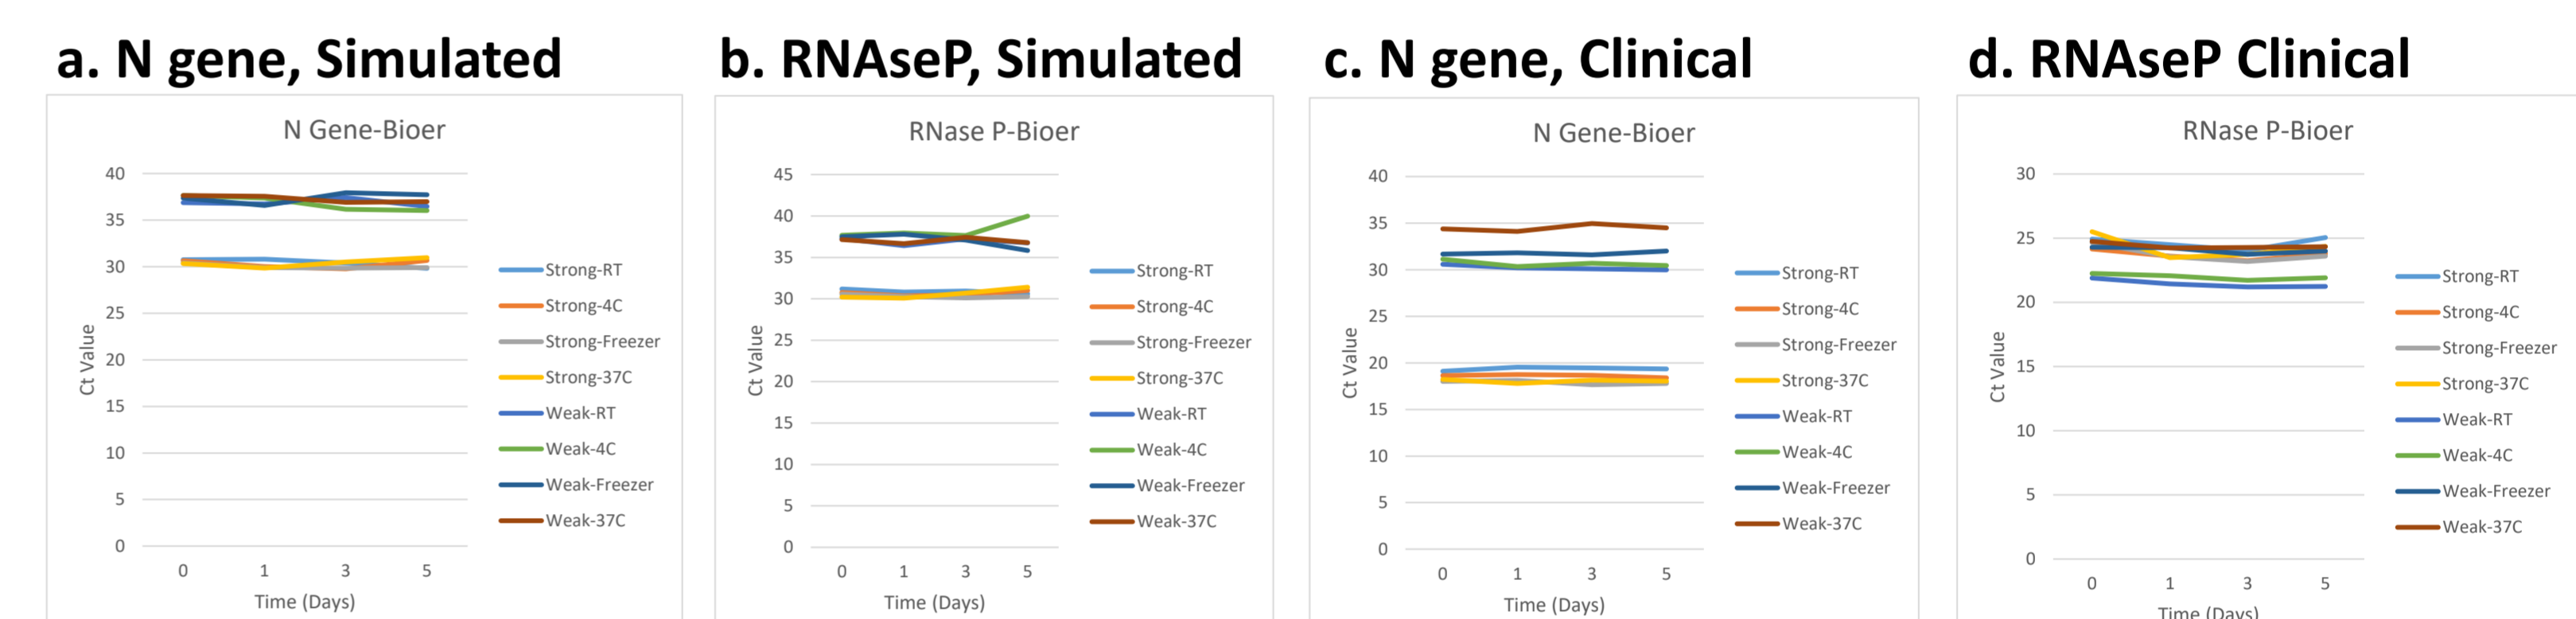 a. N gene, Simulated
N Gene-Bioer
Ct Value
40
35
30
25
20
15
10
5
0
0 1 3 5
Time (Days)
Strong-RT
Strong-4C
Strong-Freezer
Strong-37C
Weak-RT
Weak-4C
Weak-Freezer
Weak-37C
b. RNAseP, Simulated
RNase P-Bioer
Ct Value
45
40
35
30
25
20
15
10
5
0
0 1 3 5
Time (Days)
Strong-RT
Strong-4C
Strong-Freezer
Strong-37C
Weak-RT
Weak-4C
Weak-Freezer
Weak-37C
c. N gene, Clinical
N Gene-Bioer
Ct Value
40
35
30
25
20
15
10
5
0
0 1 3 5
Time (Days)
Strong-RT
Strong-4C
Strong-Freezer
Strong-37C
Weak-RT
Weak-4C
Weak-Freezer
Weak-37C
d. RNAseP Clinical
RNase P-Bioer
Ct Value
30
25
20
15
10
5
0
0 1 3 5
Time (Days)
Strong-RT
Strong-4C
Strong-Freezer
Strong-37C
Weak-RT
Weak-4C
Weak-Freezer
Weak-37C